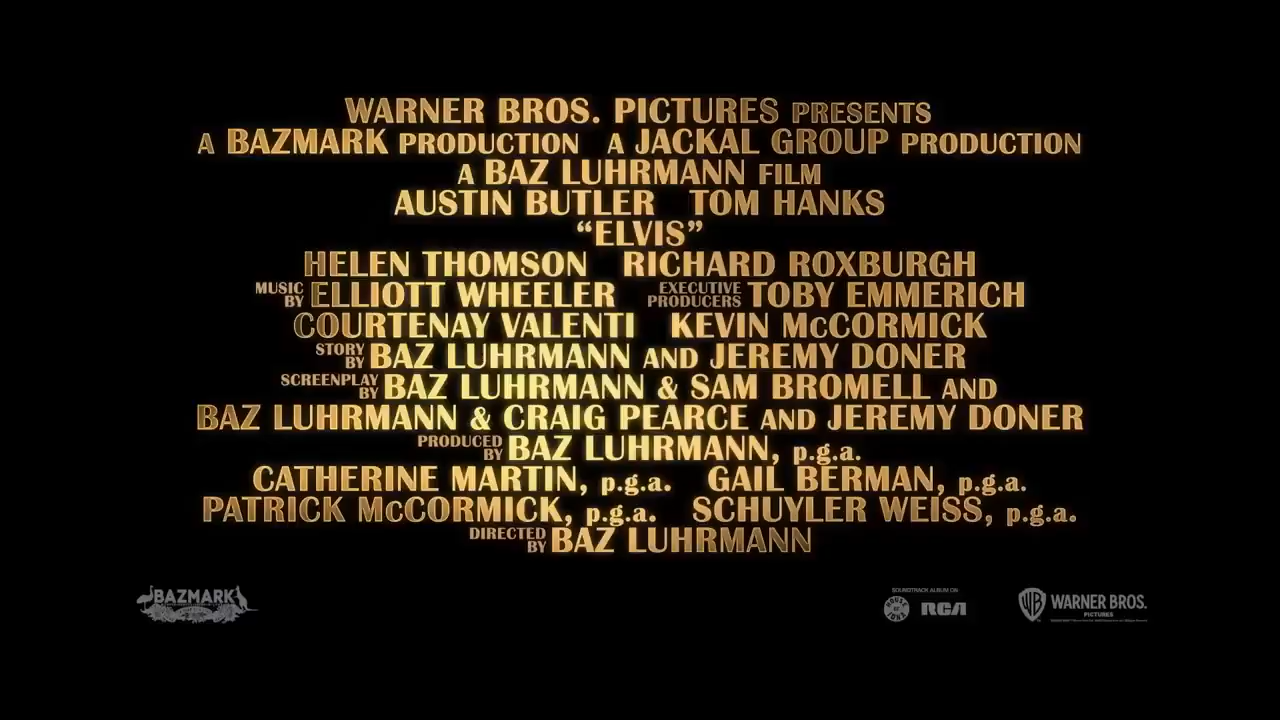 WARNER BROS. PICTURES PRESENTS
A BAZMARK PRODUCTION A JACKAL GROUP PRODUCTION
A BAZ LUHRMANN FILM
AUSTIN BUTLER TOM HANKS
“ELVIS”
HELEN THOMSON RICHARD ROXBURGH
MUSIC BY ELLIOTT WHEELER EXECUTIVE PRODUCERS TOBY EMMERICH
COURTENAY VALENTI KEVIN McCORMICK
STORY BY BAZ LUHRMANN AND JEREMY DONER
SCREENPLAY BY BAZ LUHRMANN & SAM BROMELL AND
BAZ LUHRMANN & CRAIG PEARCE AND JEREMY DONER
PRODUCED BY BAZ LUHRMANN, p.g.a.
CATHERINE MARTIN, p.g.a. GAIL BERMAN, p.g.a.
PATRICK McCORMICK, p.g.a. SCHUYLER WEISS, p.g.a.
DIRECTED BY BAZ LUHRMANN
BAZMARK
SOUNDTRACK ALBUM ON
RCA
WB WARNER BROS.
PICTURES